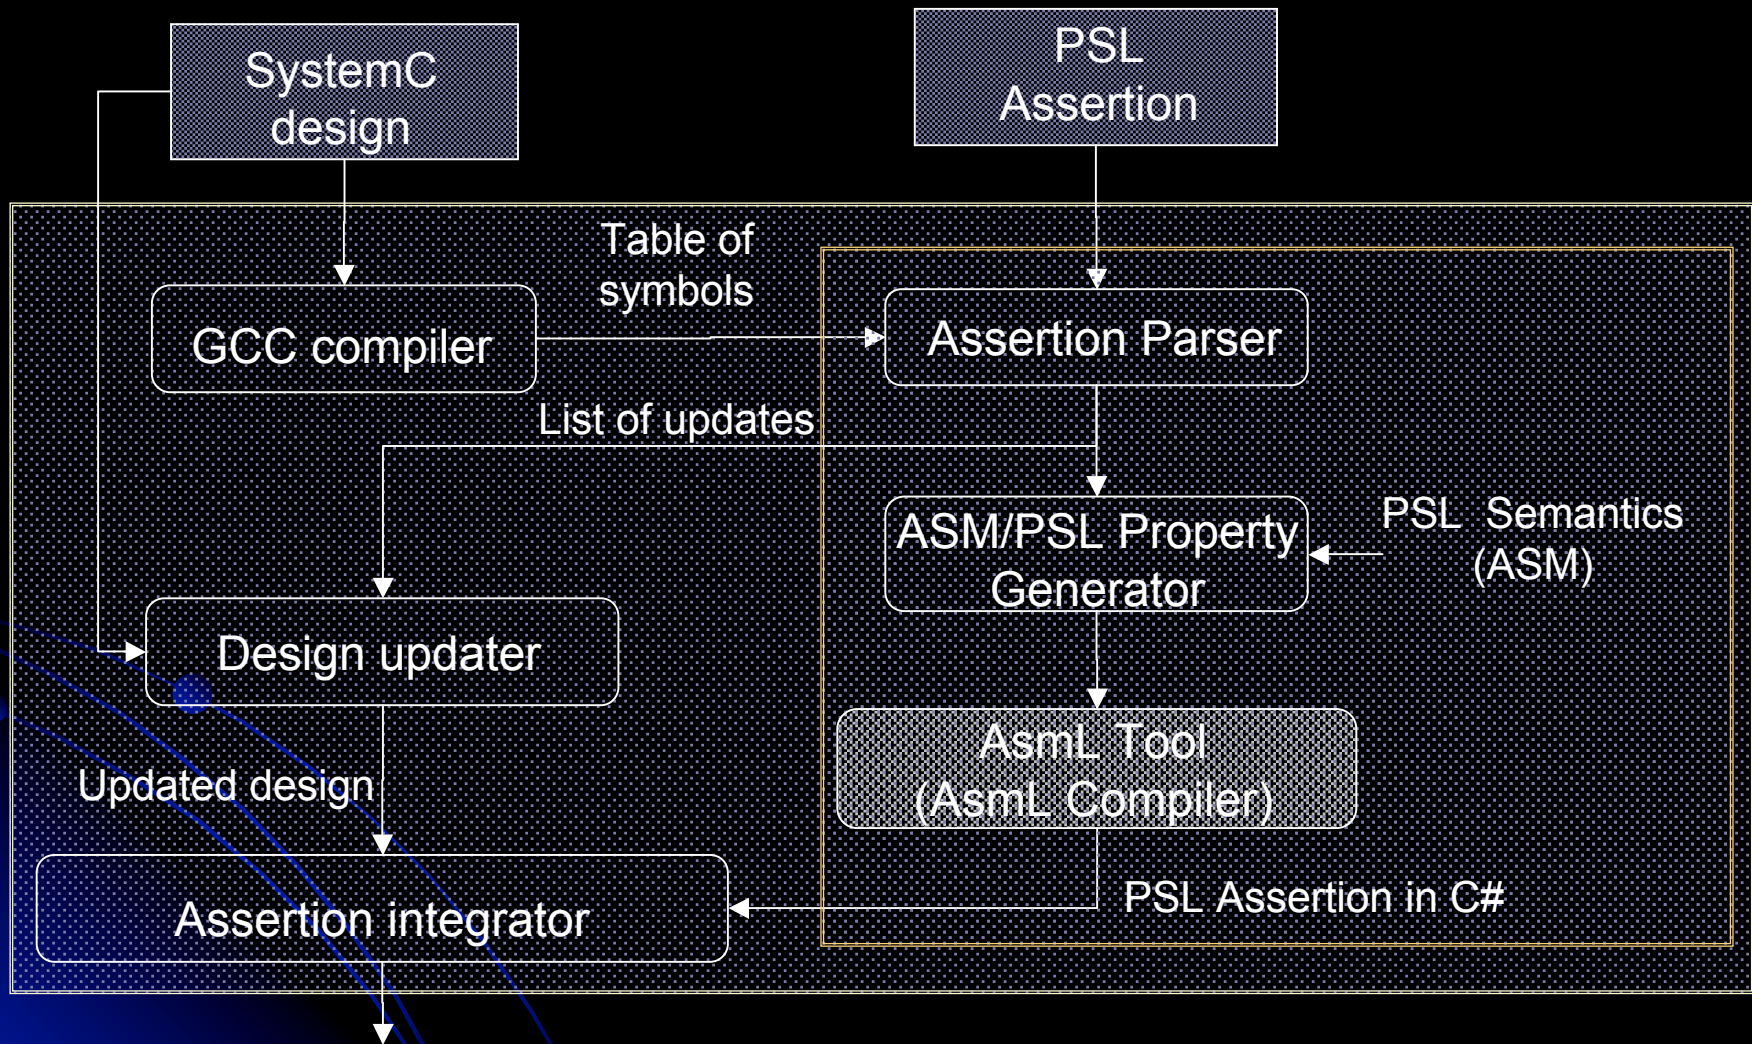 SystemC
design
PSL
Assertion
Table of
symbols
GCC compiler
Assertion Parser
List of updates
ASM/PSL Property
Generator
PSL Semantics
(ASM)
Design updater
AsmL Tool
(AsmL Compiler)
Updated design
PSL Assertion in C#
Assertion integrator